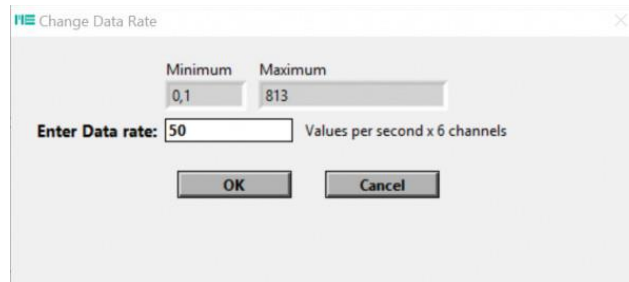 ME Change Data Rate
Minimum Maximum
0,1 813
Enter Data rate: 50 Values per second x 6 channels
OK Cancel